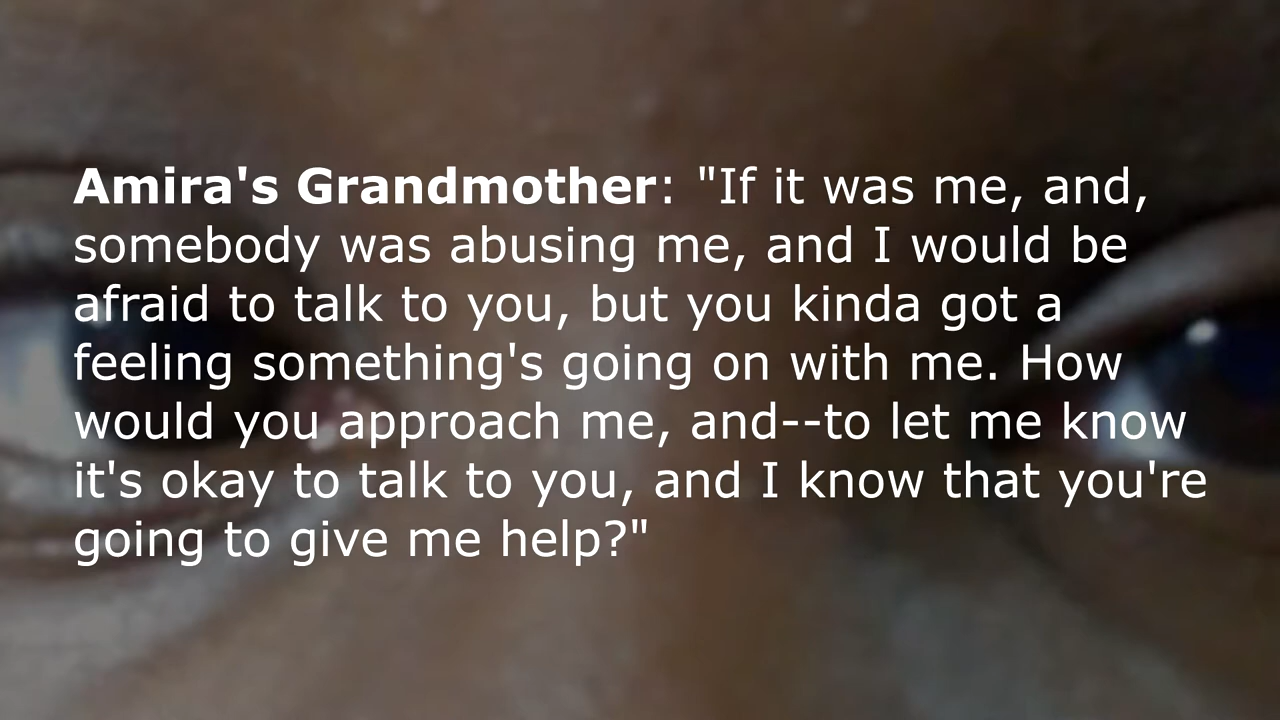 Amira's Grandmother: "If it was me, and,
somebody was abusing me, and I would be
afraid to talk to you, but you kinda got a
feeling something's going on with me. How
would you approach me, and--to let me know
it's okay to talk to you, and I know that you're
going to give me help?"